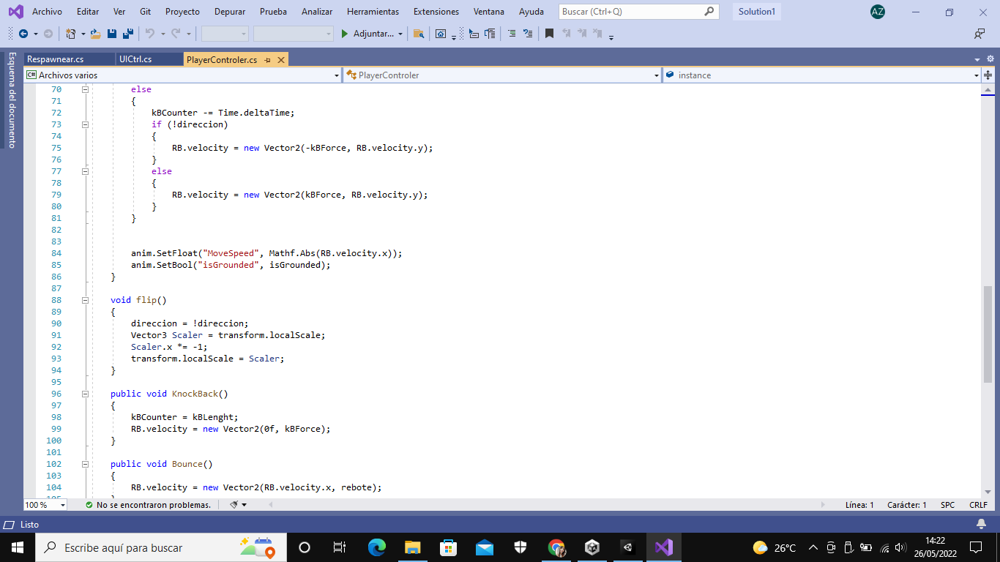 Archivo Editar Ver Git Proyecto Depurar Prueba Analizar Herramientas Extensiones Ventana Ayuda Buscar (Ctrl+Q) Solution1 AZ
Adjuntar...
Respawnear.cs UICtrl.cs PlayerControler.cs
Esquema del documento
C# Archivos varios PlayerControler instance
70 else
71 {
72 kBCounter -= Time.deltaTime;
73 if (!direccion)
74 {
75 RB.velocity = new Vector2(-kBForce, RB.velocity.y);
76 }
77 else
78 {
79 RB.velocity = new Vector2(kBForce, RB.velocity.y);
80 }
81 }
82
83
84 anim.SetFloat("MoveSpeed", Mathf.Abs(RB.velocity.x));
85 anim.SetBool("isGrounded", isGrounded);
86 }
87
88 void flip()
89 {
90 direccion = !direccion;
91 Vector3 Scaler = transform.localScale;
92 Scaler.x *= -1;
93 transform.localScale = Scaler;
94 }
95
96 public void KnockBack()
97 {
98 kBCounter = kBLenght;
99 RB.velocity = new Vector2(0f, kBForce);
100 }
101
102 public void Bounce()
103 {
104 RB.velocity = new Vector2(RB.velocity.x, rebote);
105 }
100 % No se encontraron problemas. Línea: 1 Carácter: 1 SPC CRLF
Listo
Escribe aquí para buscar 26°C 14:22
26/05/2022